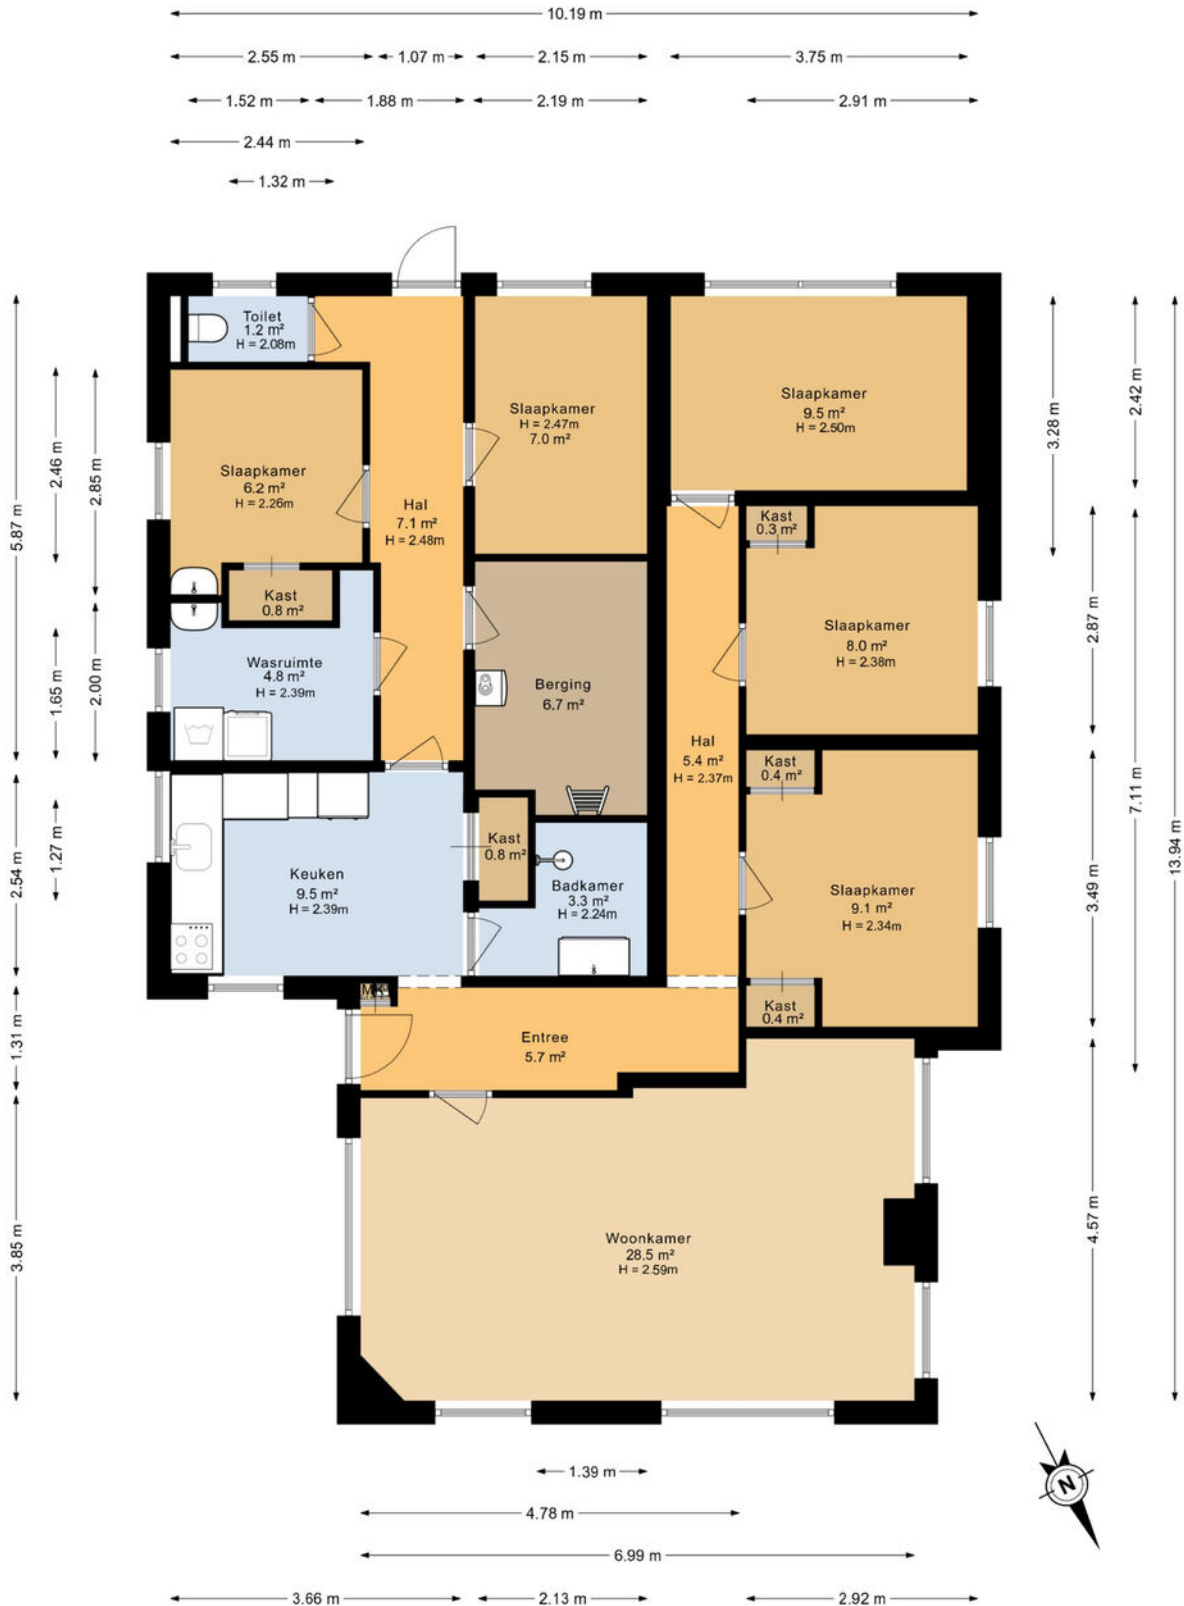 10.19 m
2.55 m
1.07 m
2.15 m
3.75 m
1.52 m
1.88 m
2.19 m
2.91 m
2.44 m
1.32 m
Toilet
1.2 m²
H = 2.08m
Slaapkamer
6.2 m²
H = 2.26m
Hal
7.1 m²
H = 2.48m
Slaapkamer
H = 2.47m
7.0 m²
Slaapkamer
9.5 m²
H = 2.50m
Kast
0.3 m²
Kast
0.8 m²
Wasruimte
4.8 m²
H = 2.39m
Berging
6.7 m²
Slaapkamer
8.0 m²
H = 2.38m
Hal
5.4 m²
H = 2.37m
Kast
0.4 m²
Keuken
9.5 m²
H = 2.39m
Kast
0.8 m²
Badkamer
3.3 m²
H = 2.24m
Slaapkamer
9.1 m²
H = 2.34m
Kast
0.4 m²
MK
Entree
5.7 m²
Woonkamer
28.5 m²
H = 2.59m
5.87 m
2.46 m
2.85 m
1.65 m
2.00 m
2.54 m
1.27 m
1.31 m
3.85 m
3.28 m
2.42 m
2.87 m
7.11 m
13.94 m
3.49 m
4.57 m
N
1.39 m
4.78 m
6.99 m
3.66 m
2.13 m
2.92 m